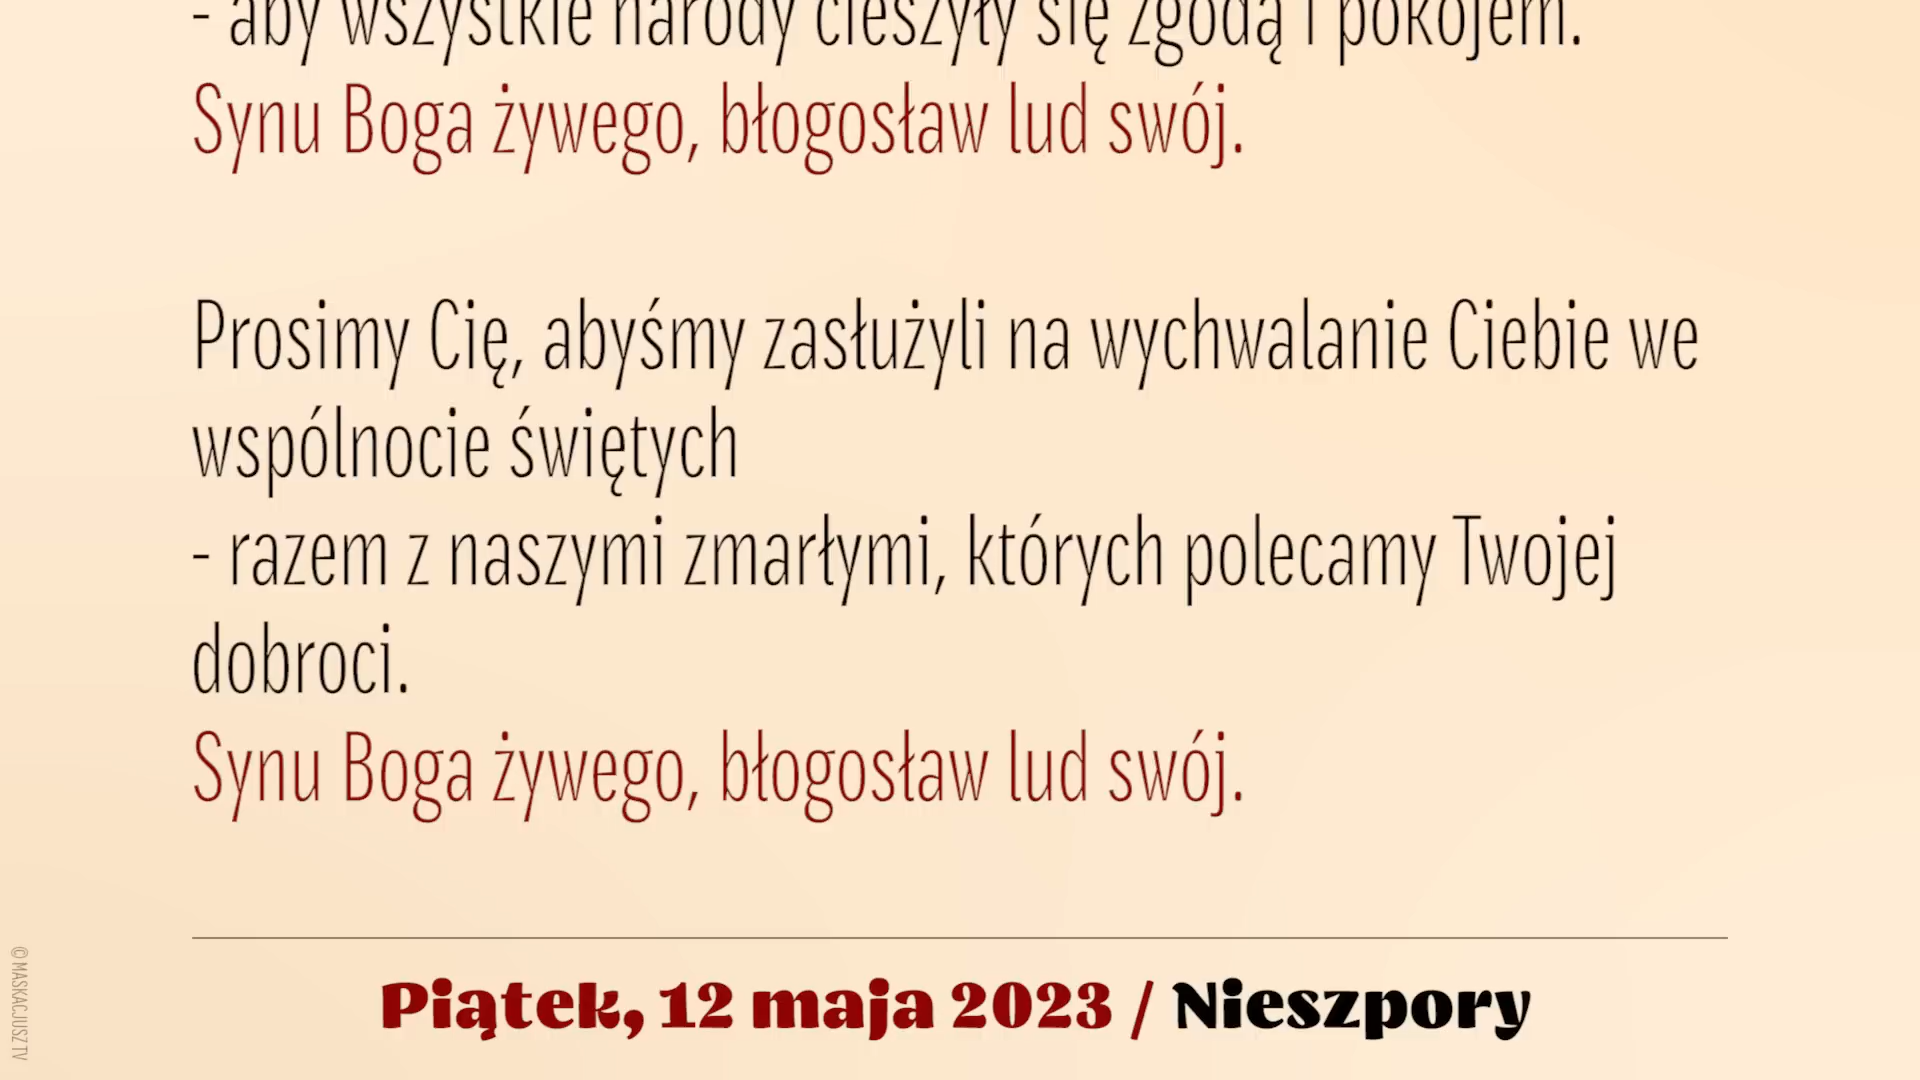 - aby wszystkie narody cieszyły się zgodą i pokojem.
Synu Boga żywego, błogosław lud swój.
Prosimy Cię, abyśmy zasłużyli na wychwalanie Ciebie we
wspólnocie świętych
- razem z naszymi zmarłymi, których polecamy Twojej
dobroci.
Synu Boga żywego, błogosław lud swój.
Piątek, 12 maja 2023 / Nieszpory
© MASKACJUSZ TV